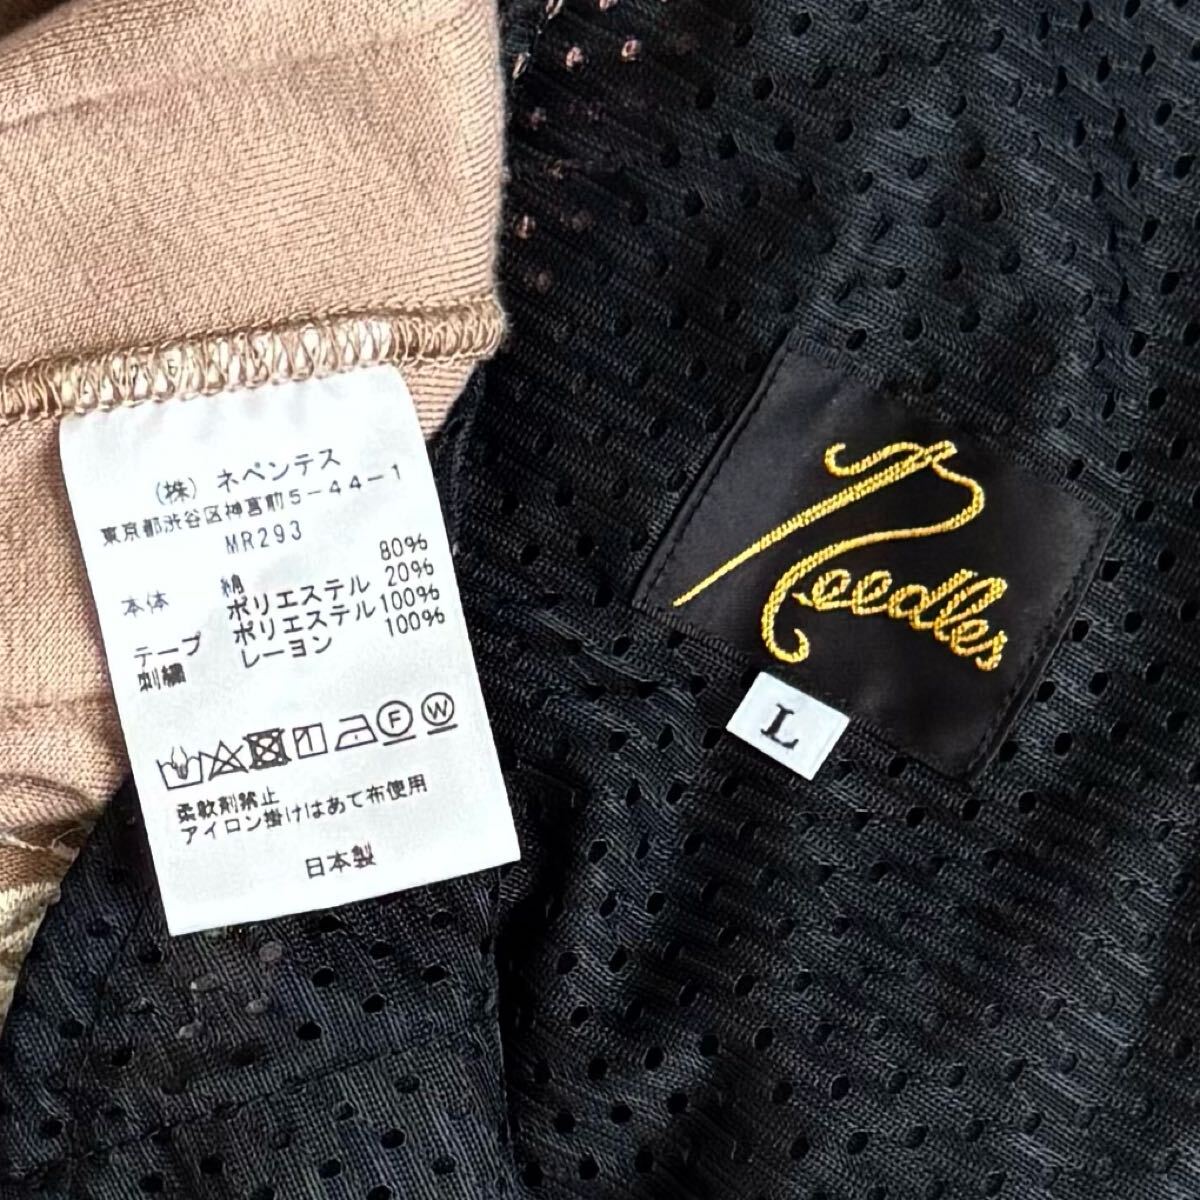 (株) ネペンテス
東京都渋谷区神宮前5-44-1
MR293
本体 綿 80%
ポリエステル 20%
テープ ポリエステル 100%
刺繍 レーヨン 100%
F W
柔軟剤禁止
アイロン掛けはあて布使用
日本製
Needles
L